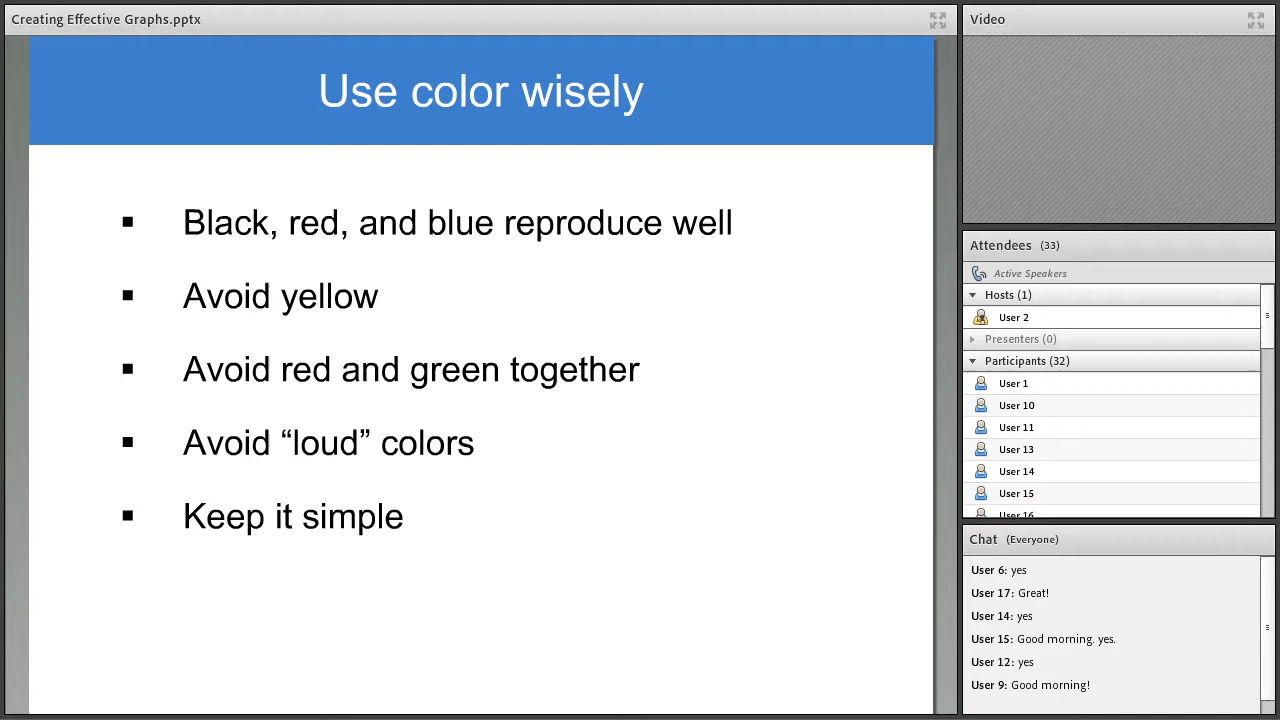 Creating Effective Graphs.pptx
Use color wisely
▪ Black, red, and blue reproduce well
▪ Avoid yellow
▪ Avoid red and green together
▪ Avoid “loud” colors
▪ Keep it simple
Video
Attendees (33)
Active Speakers
Hosts (1)
User 2
Presenters (0)
Participants (32)
User 1
User 10
User 11
User 13
User 14
User 15
User 16
Chat (Everyone)
User 6: yes
User 17: Great!
User 14: yes
User 15: Good morning. yes.
User 12: yes
User 9: Good morning!